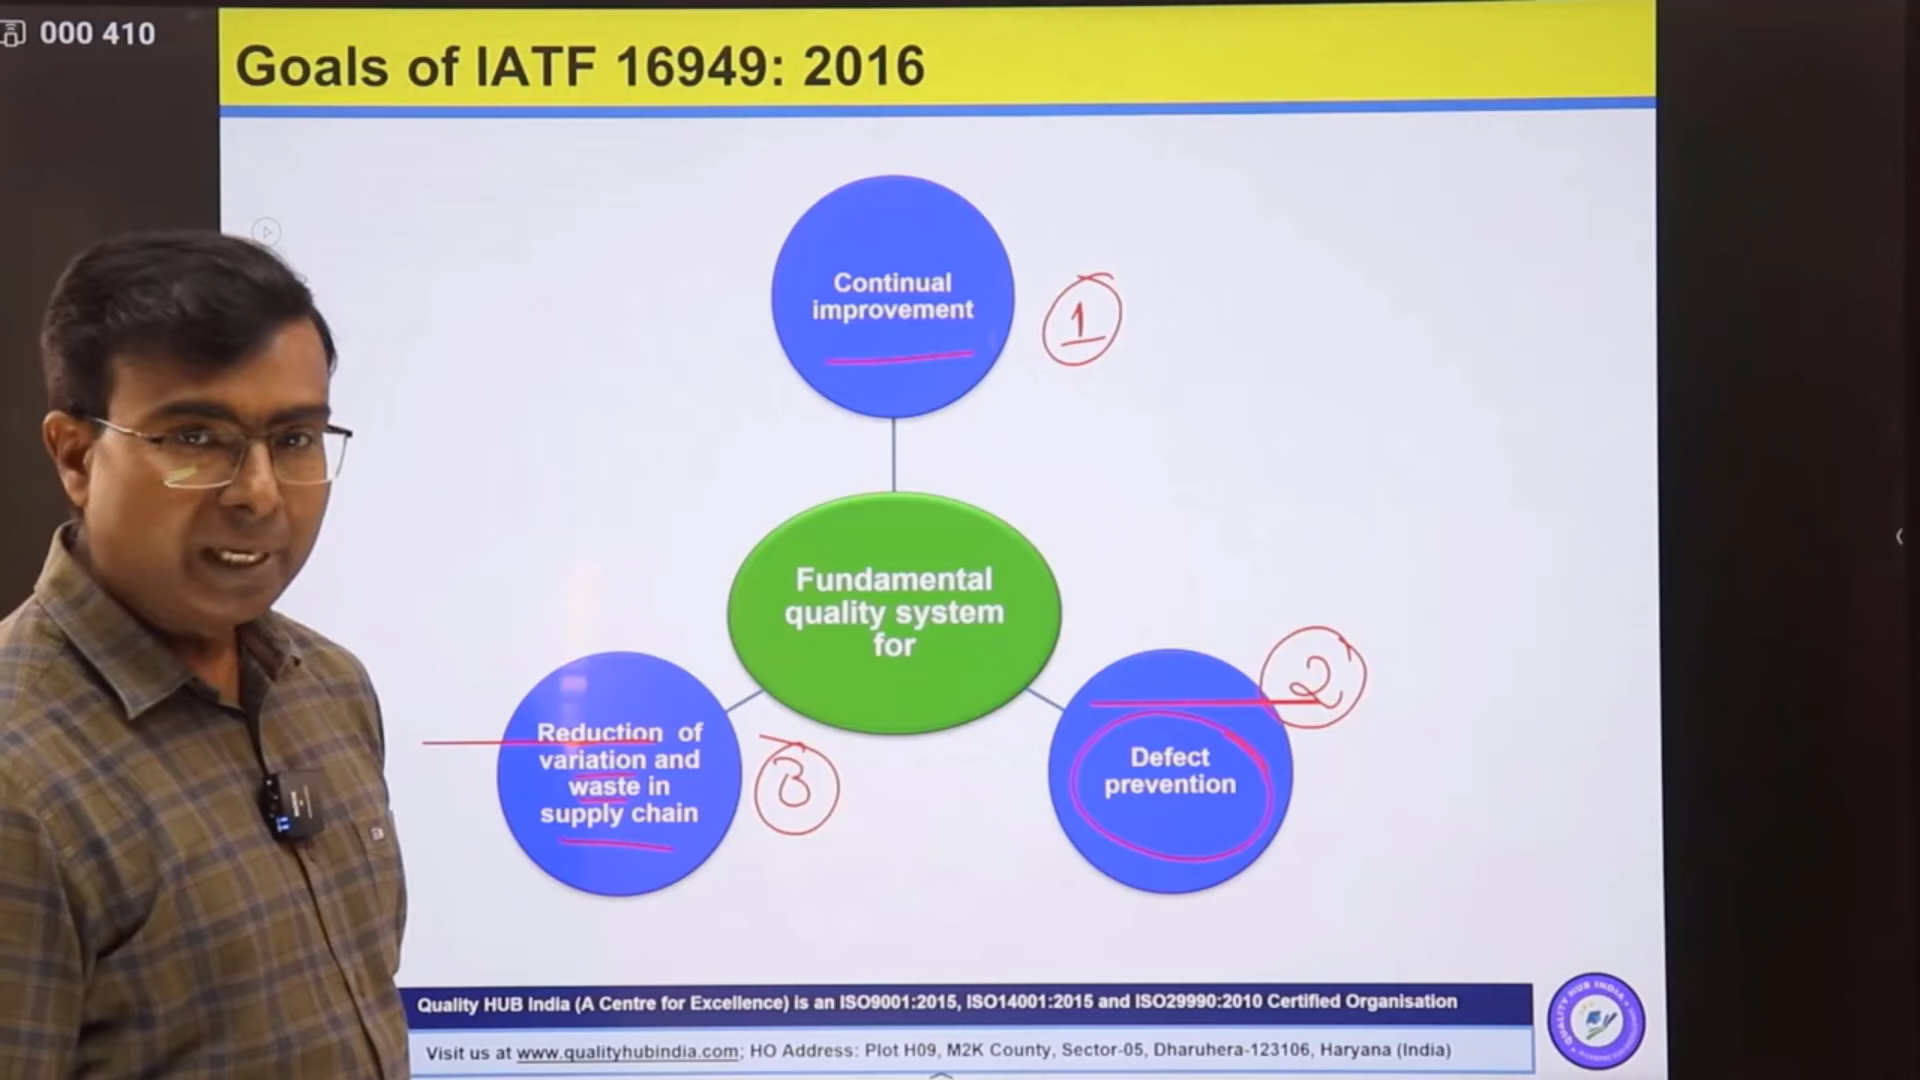 000 410
Goals of IATF 16949: 2016
Continual
improvement
1
Fundamental
quality system
for
2
Reduction of
variation and
waste in
supply chain
3
Defect
prevention
Quality HUB India (A Centre for Excellence) is an ISO9001:2015, ISO14001:2015 and ISO29990:2010 Certified Organisation
Visit us at www.qualityhubindia.com; HO Address: Plot H09, M2K County, Sector-05, Dharuhera-123106, Haryana (India)
QUALITY HUB INDIA